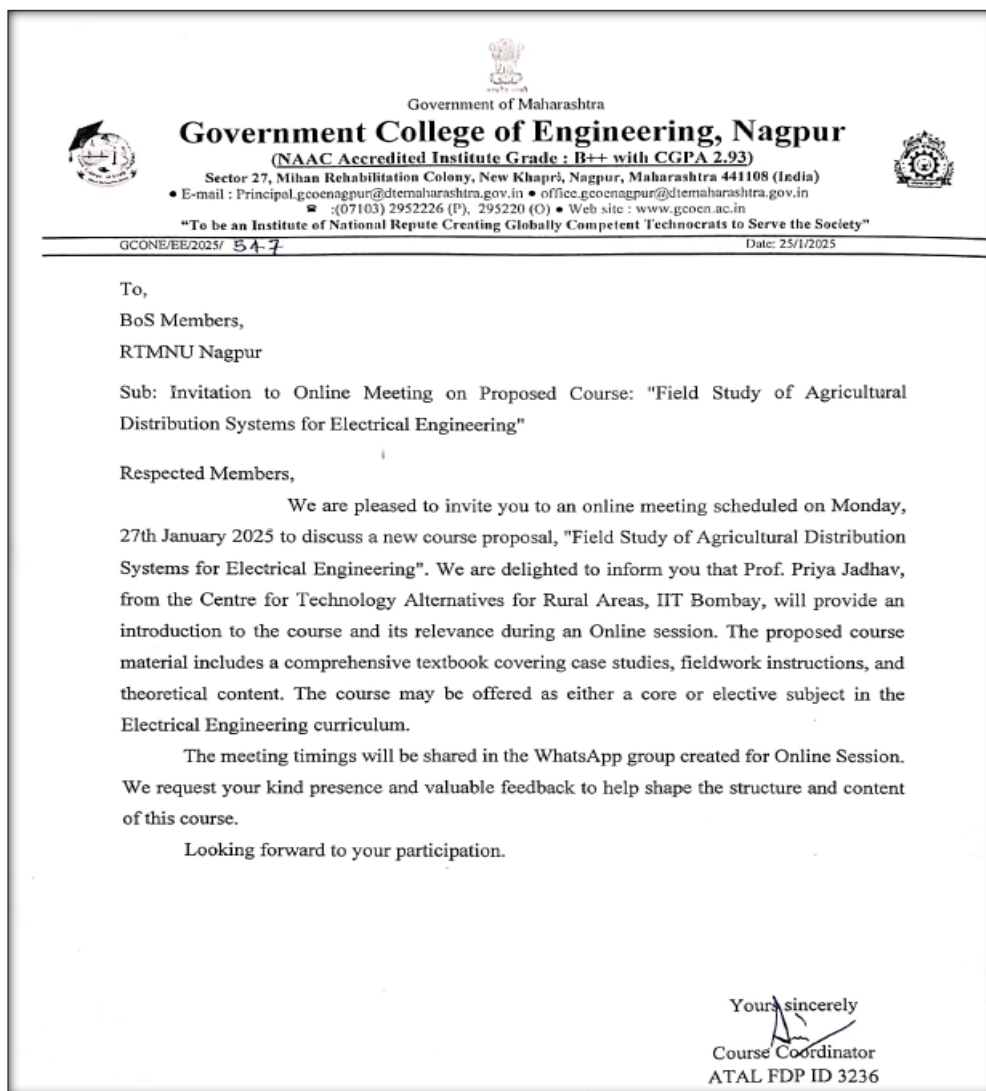 Government of Maharashtra
Government College of Engineering, Nagpur
(NAAC Accredited Institute Grade : B++ with CGPA 2.93)
Sector 27, Mihan Rehabilitation Colony, New Khapri, Nagpur, Maharashtra 441108 (India)
● E-mail : Principal.gcoenagpur@dtemaharashtra.gov.in ● office.gcoenagpur@dtemaharashtra.gov.in
☎ :(07103) 2952226 (P), 295220 (O) ● Web site : www.gcoen.ac.in
"To be an Institute of National Repute Creating Globally Competent Technocrats to Serve the Society"
GCONE/EE/2025/ 547 Date: 25/1/2025
To,
BoS Members,
RTMNU Nagpur
Sub: Invitation to Online Meeting on Proposed Course: "Field Study of Agricultural
Distribution Systems for Electrical Engineering"
Respected Members,
We are pleased to invite you to an online meeting scheduled on Monday,
27th January 2025 to discuss a new course proposal, "Field Study of Agricultural Distribution
Systems for Electrical Engineering". We are delighted to inform you that Prof. Priya Jadhav,
from the Centre for Technology Alternatives for Rural Areas, IIT Bombay, will provide an
introduction to the course and its relevance during an Online session. The proposed course
material includes a comprehensive textbook covering case studies, fieldwork instructions, and
theoretical content. The course may be offered as either a core or elective subject in the
Electrical Engineering curriculum.
The meeting timings will be shared in the WhatsApp group created for Online Session.
We request your kind presence and valuable feedback to help shape the structure and content
of this course.
Looking forward to your participation.
Yours sincerely
Course Coordinator
ATAL FDP ID 3236